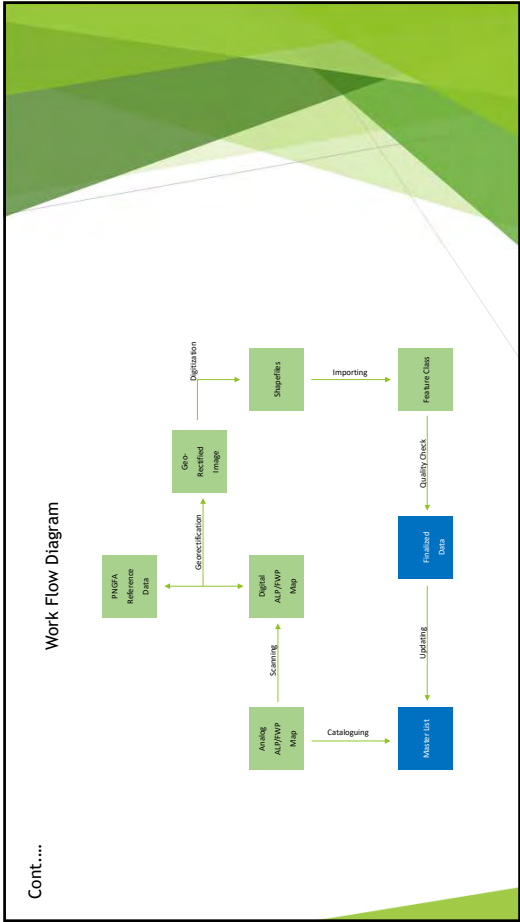 Cont....
Work Flow Diagram
PNGFA
Reference
Data
Georectification
Geo-
Rectified
Image
Digitization
Analog
ALP/FWP
Map
Scanning
Digital
ALP/FWP
Map
Shapefiles
Cataloguing
Importing
Master List
Updating
Finalized
Data
Quality Check
Feature Class